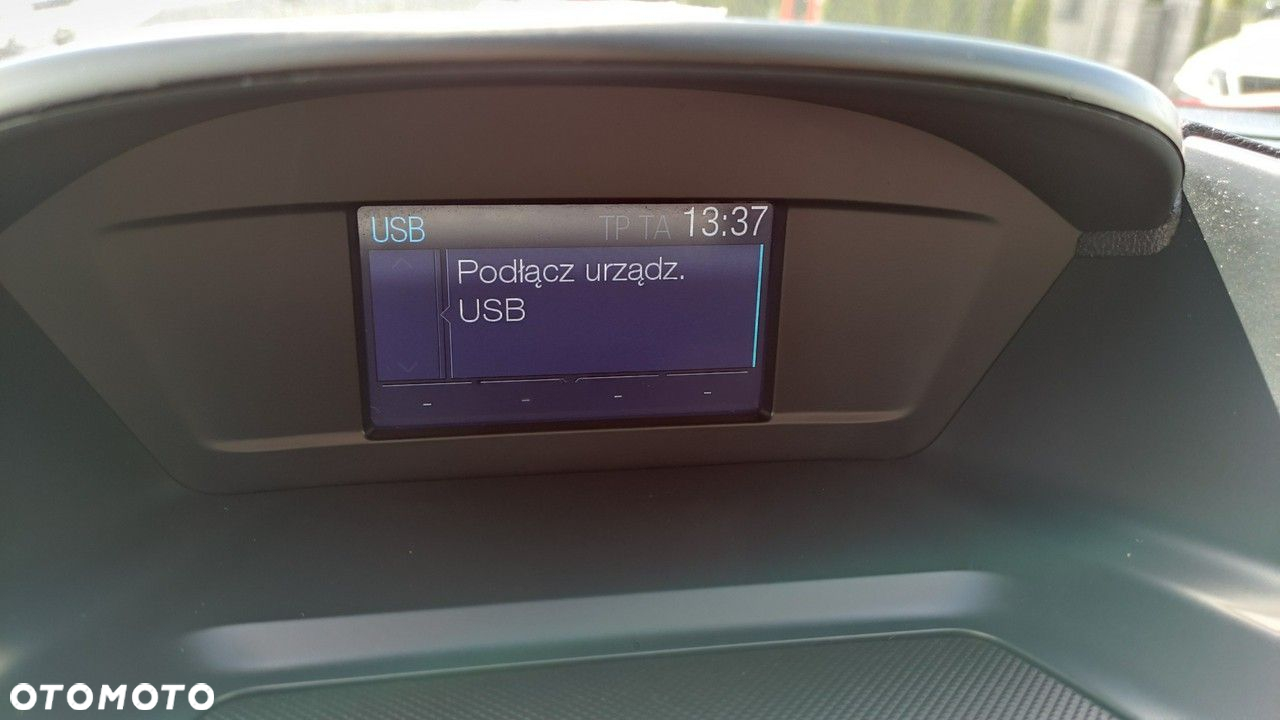 USB TP TA 13:37
Podłącz urządz.
USB
OTOMOTO